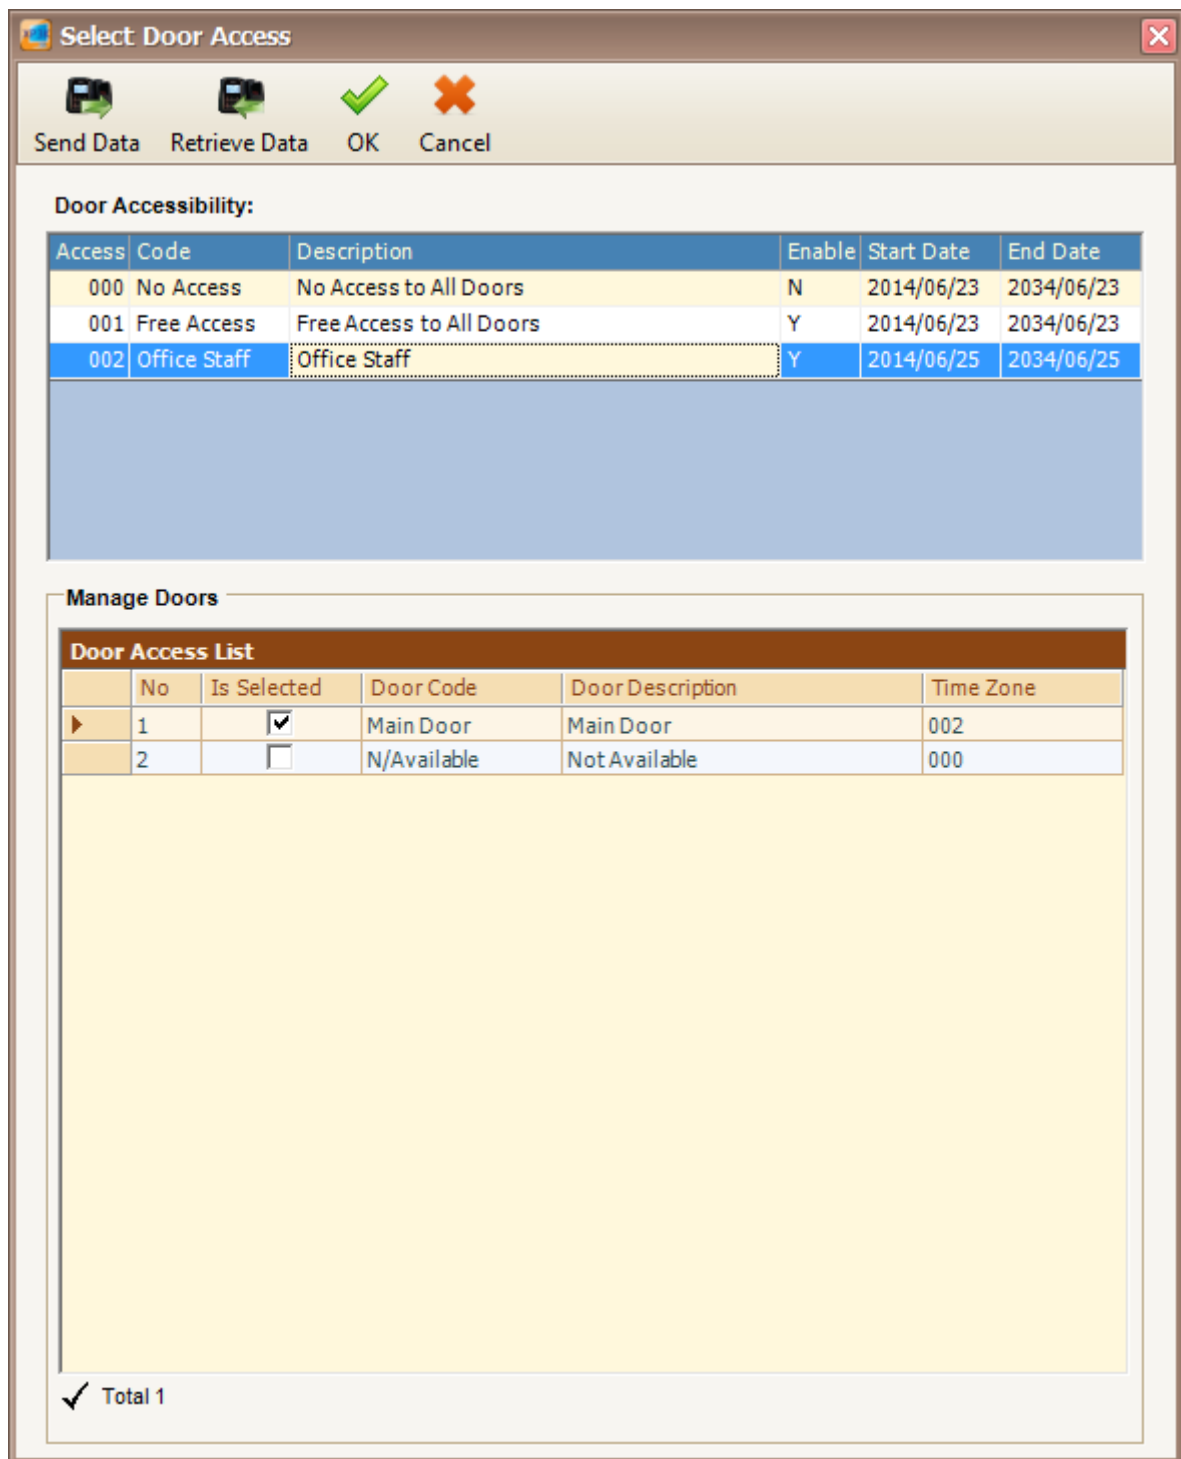 Select Door Access
Send Data Retrieve Data OK Cancel
Door Accessibility:
Access Code Description Enable Start Date End Date
000 No Access No Access to All Doors N 2014/06/23 2034/06/23
001 Free Access Free Access to All Doors Y 2014/06/23 2034/06/23
002 Office Staff Office Staff Y 2014/06/25 2034/06/25
Manage Doors
Door Access List
No Is Selected Door Code Door Description Time Zone
1 Main Door Main Door 002
2 N/Available Not Available 000
Total 1